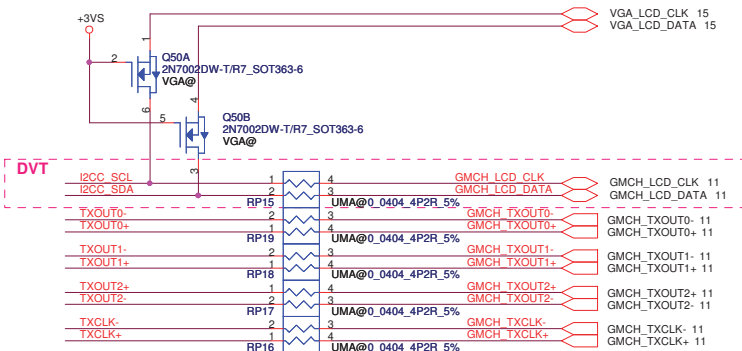 +3VS
VGA_LCD_CLK 15
VGA_LCD_DATA 15
1
2
Q50A
2N7002DW-T/R7_SOT363-6
VGA@
6
4
5
Q50B
2N7002DW-T/R7_SOT363-6
VGA@
3
DVT
I2CC_SCL 1 4 GMCH_LCD_CLK GMCH_LCD_CLK 11
I2CC_SDA 2 3 GMCH_LCD_DATA GMCH_LCD_DATA 11
RP15 UMA@0_0404_4P2R_5%
TXOUT0- 2 3 GMCH_TXOUT0- GMCH_TXOUT0- 11
TXOUT0+ 1 4 GMCH_TXOUT0+ GMCH_TXOUT0+ 11
RP19 UMA@0_0404_4P2R_5%
TXOUT1- 2 3 GMCH_TXOUT1- GMCH_TXOUT1- 11
TXOUT1+ 1 4 GMCH_TXOUT1+ GMCH_TXOUT1+ 11
RP18 UMA@0_0404_4P2R_5%
TXOUT2+ 1 4 GMCH_TXOUT2+ GMCH_TXOUT2+ 11
TXOUT2- 2 3 GMCH_TXOUT2- GMCH_TXOUT2- 11
RP17 UMA@0_0404_4P2R_5%
TXCLK- 2 3 GMCH_TXCLK- GMCH_TXCLK- 11
TXCLK+ 1 4 GMCH_TXCLK+ GMCH_TXCLK+ 11
RP16 UMA@0_0404_4P2R_5%